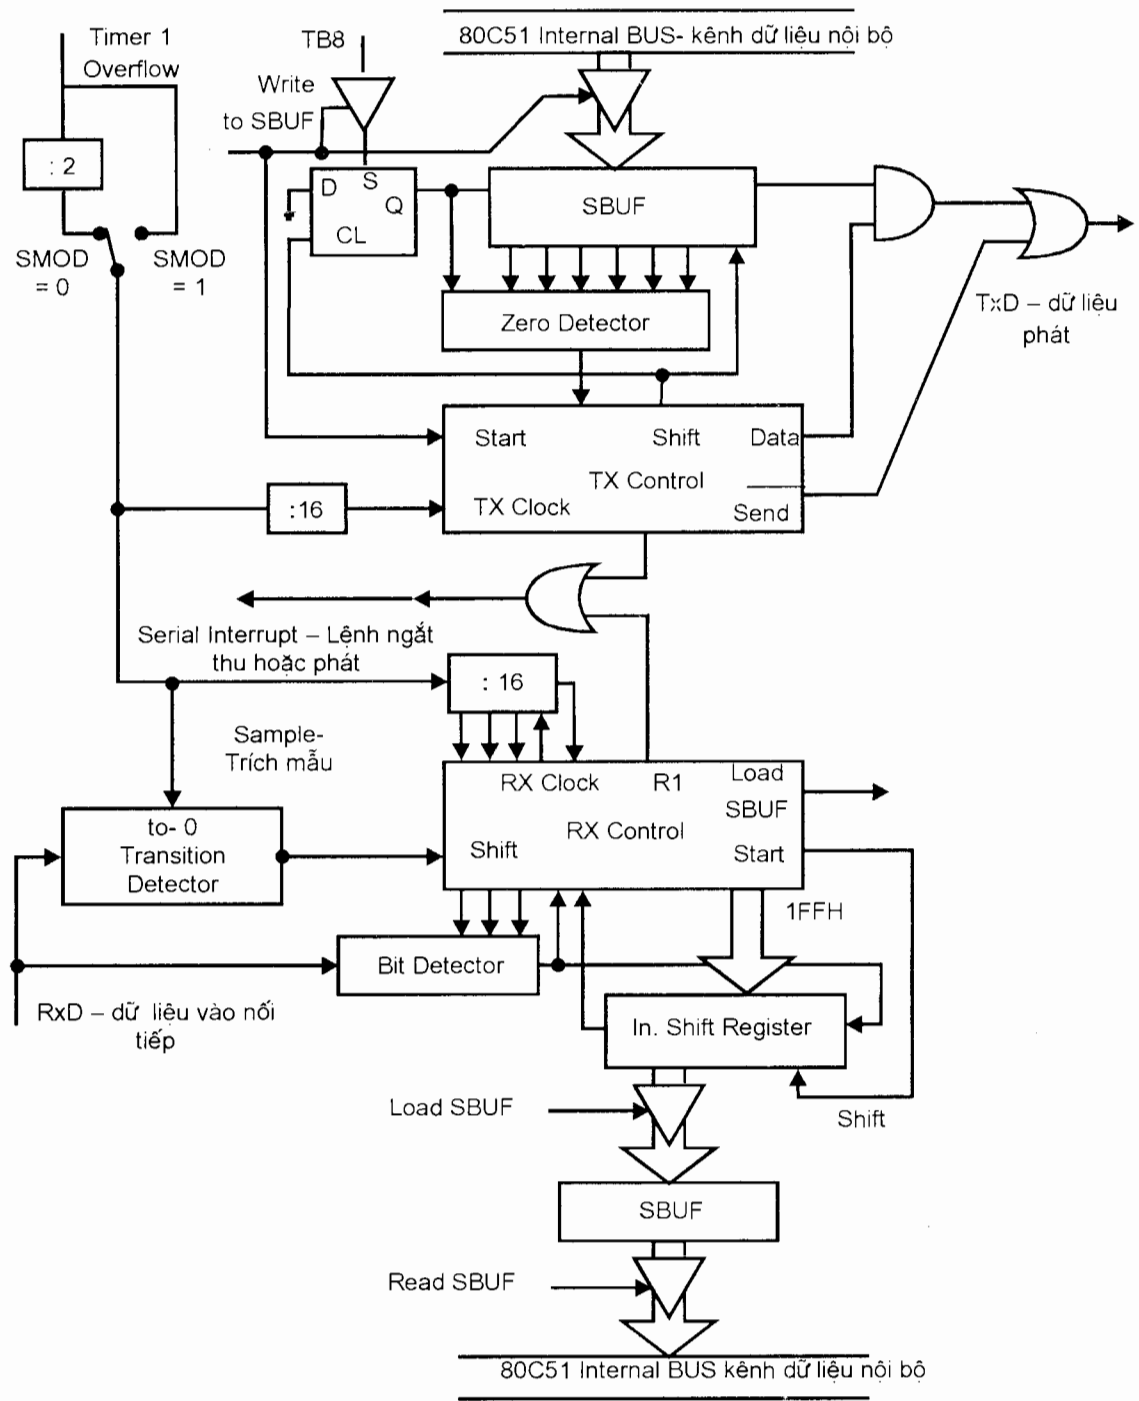 80C51 Internal BUS- kênh dữ liệu nội bộ
Timer 1
Overflow
TB8
Write
to SBUF
: 2
D
S
Q
CL
SBUF
SMOD
= 0
SMOD
= 1
Zero Detector
TxD – dữ liệu
phát
Start
Shift
Data
TX Control
TX Clock
Send
:16
Serial Interrupt – Lệnh ngắt
thu hoặc phát
: 16
Sample-
Trích mẫu
RX Clock
R1
Load
SBUF
RX Control
Shift
Start
to- 0
Transition
Detector
1FFH
Bit Detector
RxD – dữ liệu vào nối
tiếp
In. Shift Register
Load SBUF
Shift
SBUF
Read SBUF
80C51 Internal BUS kênh dữ liệu nội bộ